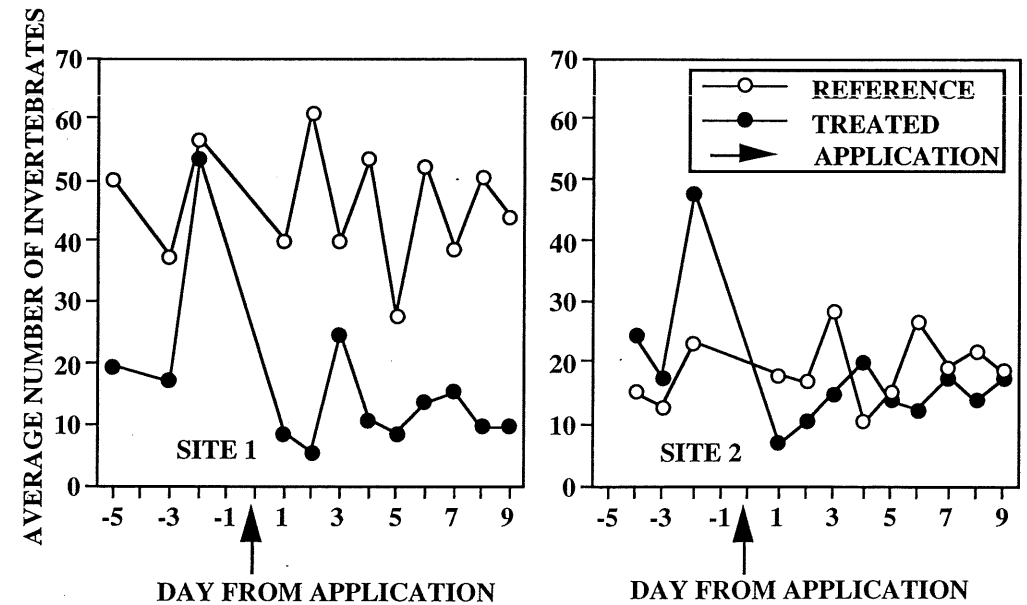 AVERAGE NUMBER OF INVERTEBRATES
70
60
50
40
30
20
10
0
SITE 1
-5 -3 -1 1 3 5 7 9
DAY FROM APPLICATION
70
60
50
40
30
20
10
0
REFERENCE
TREATED
APPLICATION
SITE 2
-5 -3 -1 1 3 5 7 9
DAY FROM APPLICATION